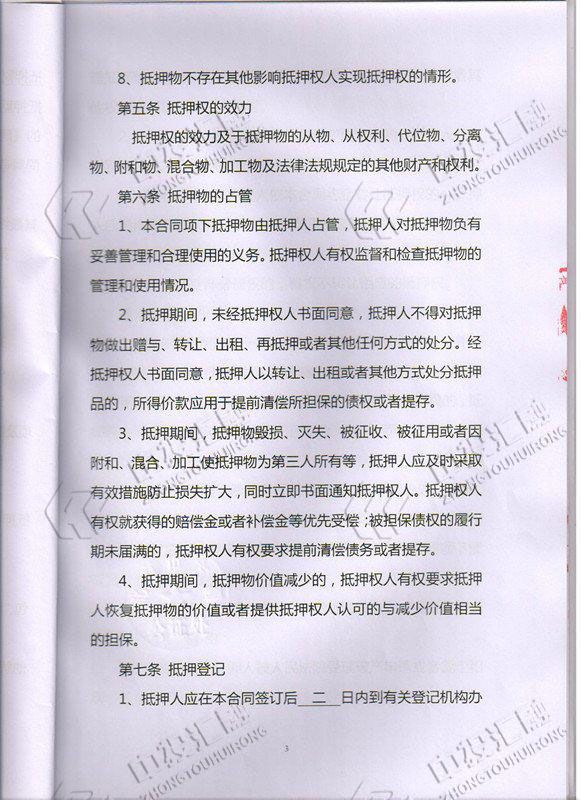 8、抵押物不存在其他影响抵押权人实现抵押权的情形。
第五条 抵押权的效力
抵押权的效力及于抵押物的从物、从权利、代位物、分离
物、附和物、混合物、加工物及法律法规规定的其他财产和权利。
第六条 抵押物的占管
1、本合同项下抵押物由抵押人占管，抵押人对抵押物负有
妥善管理和合理使用的义务。抵押权人有权监督和检查抵押物的
管理和使用情况。
2、抵押期间，未经抵押权人书面同意，抵押人不得对抵押
物做出赠与、转让、出租、再抵押或者其他任何方式的处分。经
抵押权人书面同意，抵押人以转让、出租或者其他方式处分抵押
品的，所得价款应用于提前清偿所担保的债权或者提存。
3、抵押期间，抵押物毁损、灭失、被征收、被征用或者因
附和、混合、加工使抵押物为第三人所有等，抵押人应及时采取
有效措施防止损失扩大，同时立即书面通知抵押权人。抵押权人
有权就获得的赔偿金或者补偿金等优先受偿；被担保债权的履行
期未届满的，抵押权人有权要求提前清偿债务或者提存。
4、抵押期间，抵押物价值减少的，抵押权人有权要求抵押
人恢复抵押物的价值或者提供抵押权人认可的与减少价值相当
的担保。
第七条 抵押登记
1、抵押人应在本合同签订后__二__日内到有关登记机构办
3
中投汇融
ZHONGTOUHUIRONG